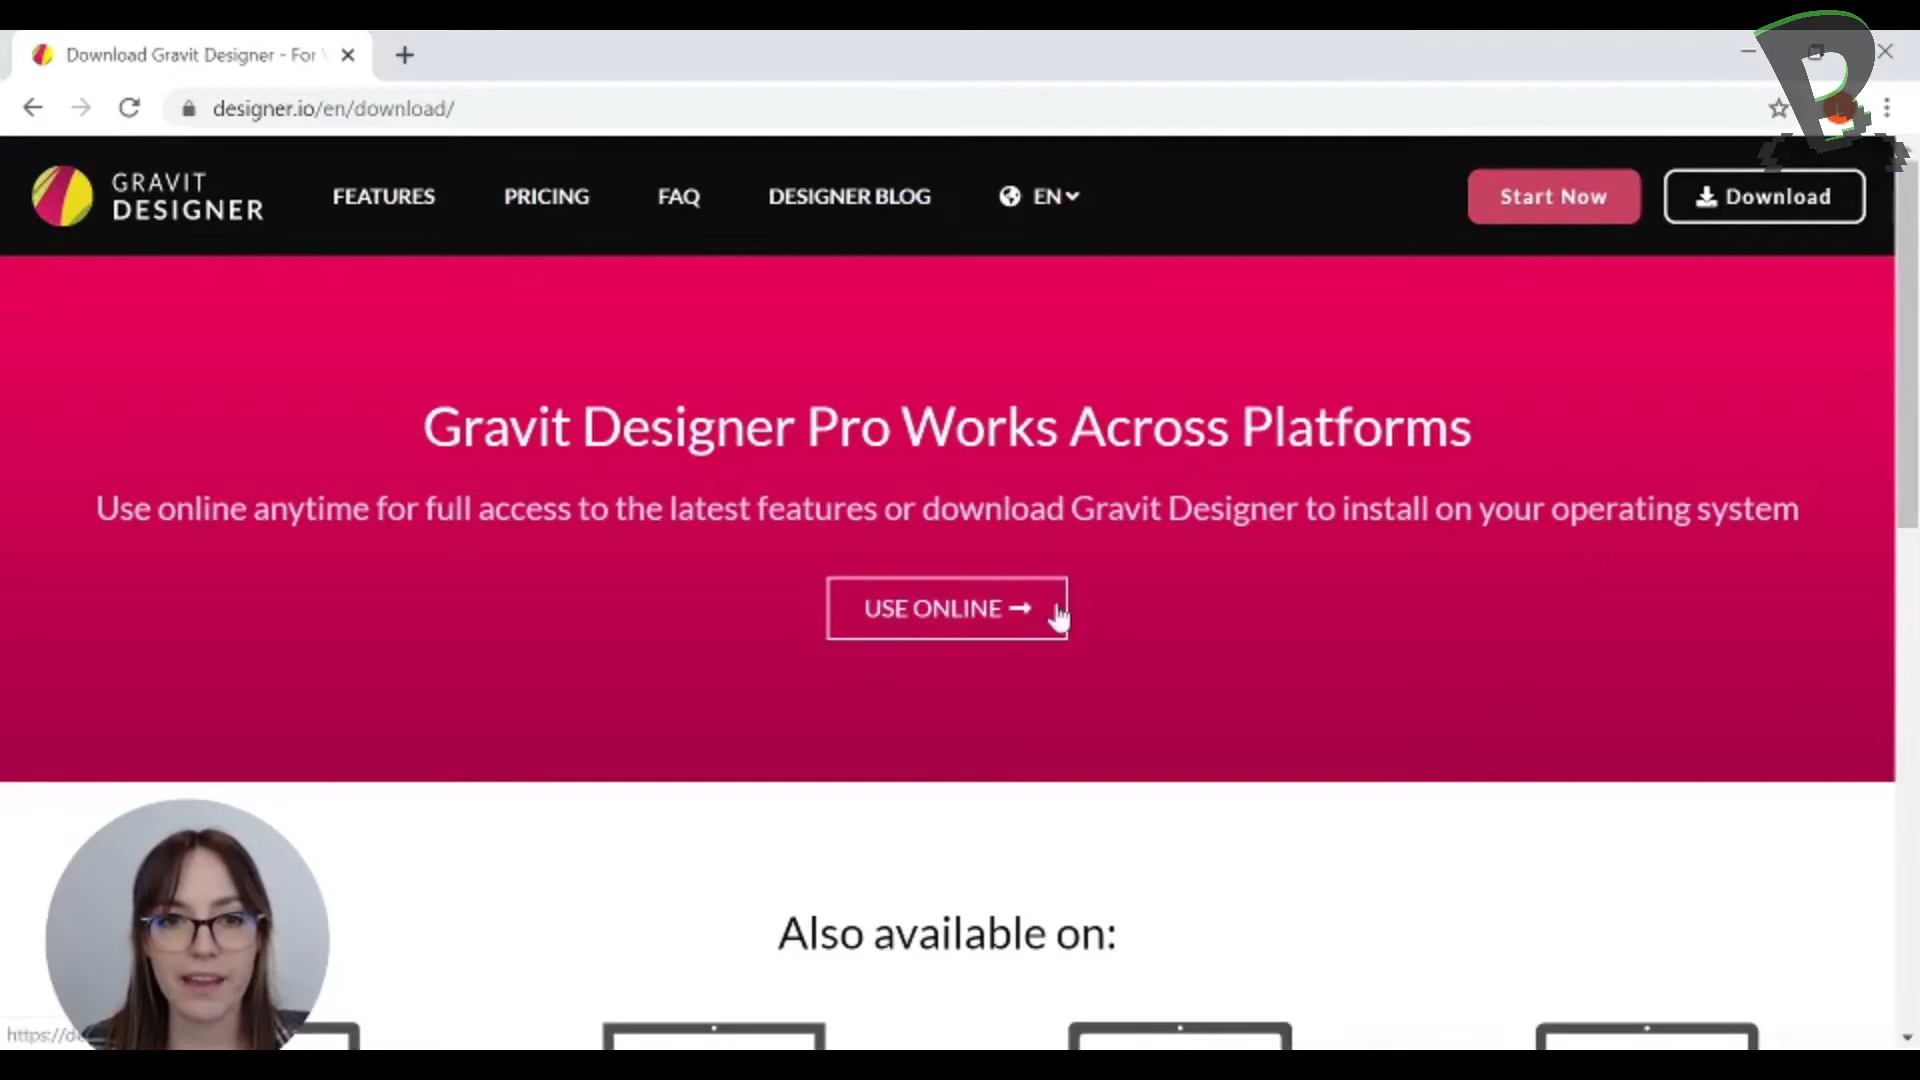 Download Gravit Designer - For
designer.io/en/download/
GRAVIT
DESIGNER
FEATURES
PRICING
FAQ
DESIGNER BLOG
EN
Start Now
Download
Gravit Designer Pro Works Across Platforms
Use online anytime for full access to the latest features or download Gravit Designer to install on your operating system
USE ONLINE
Also available on: